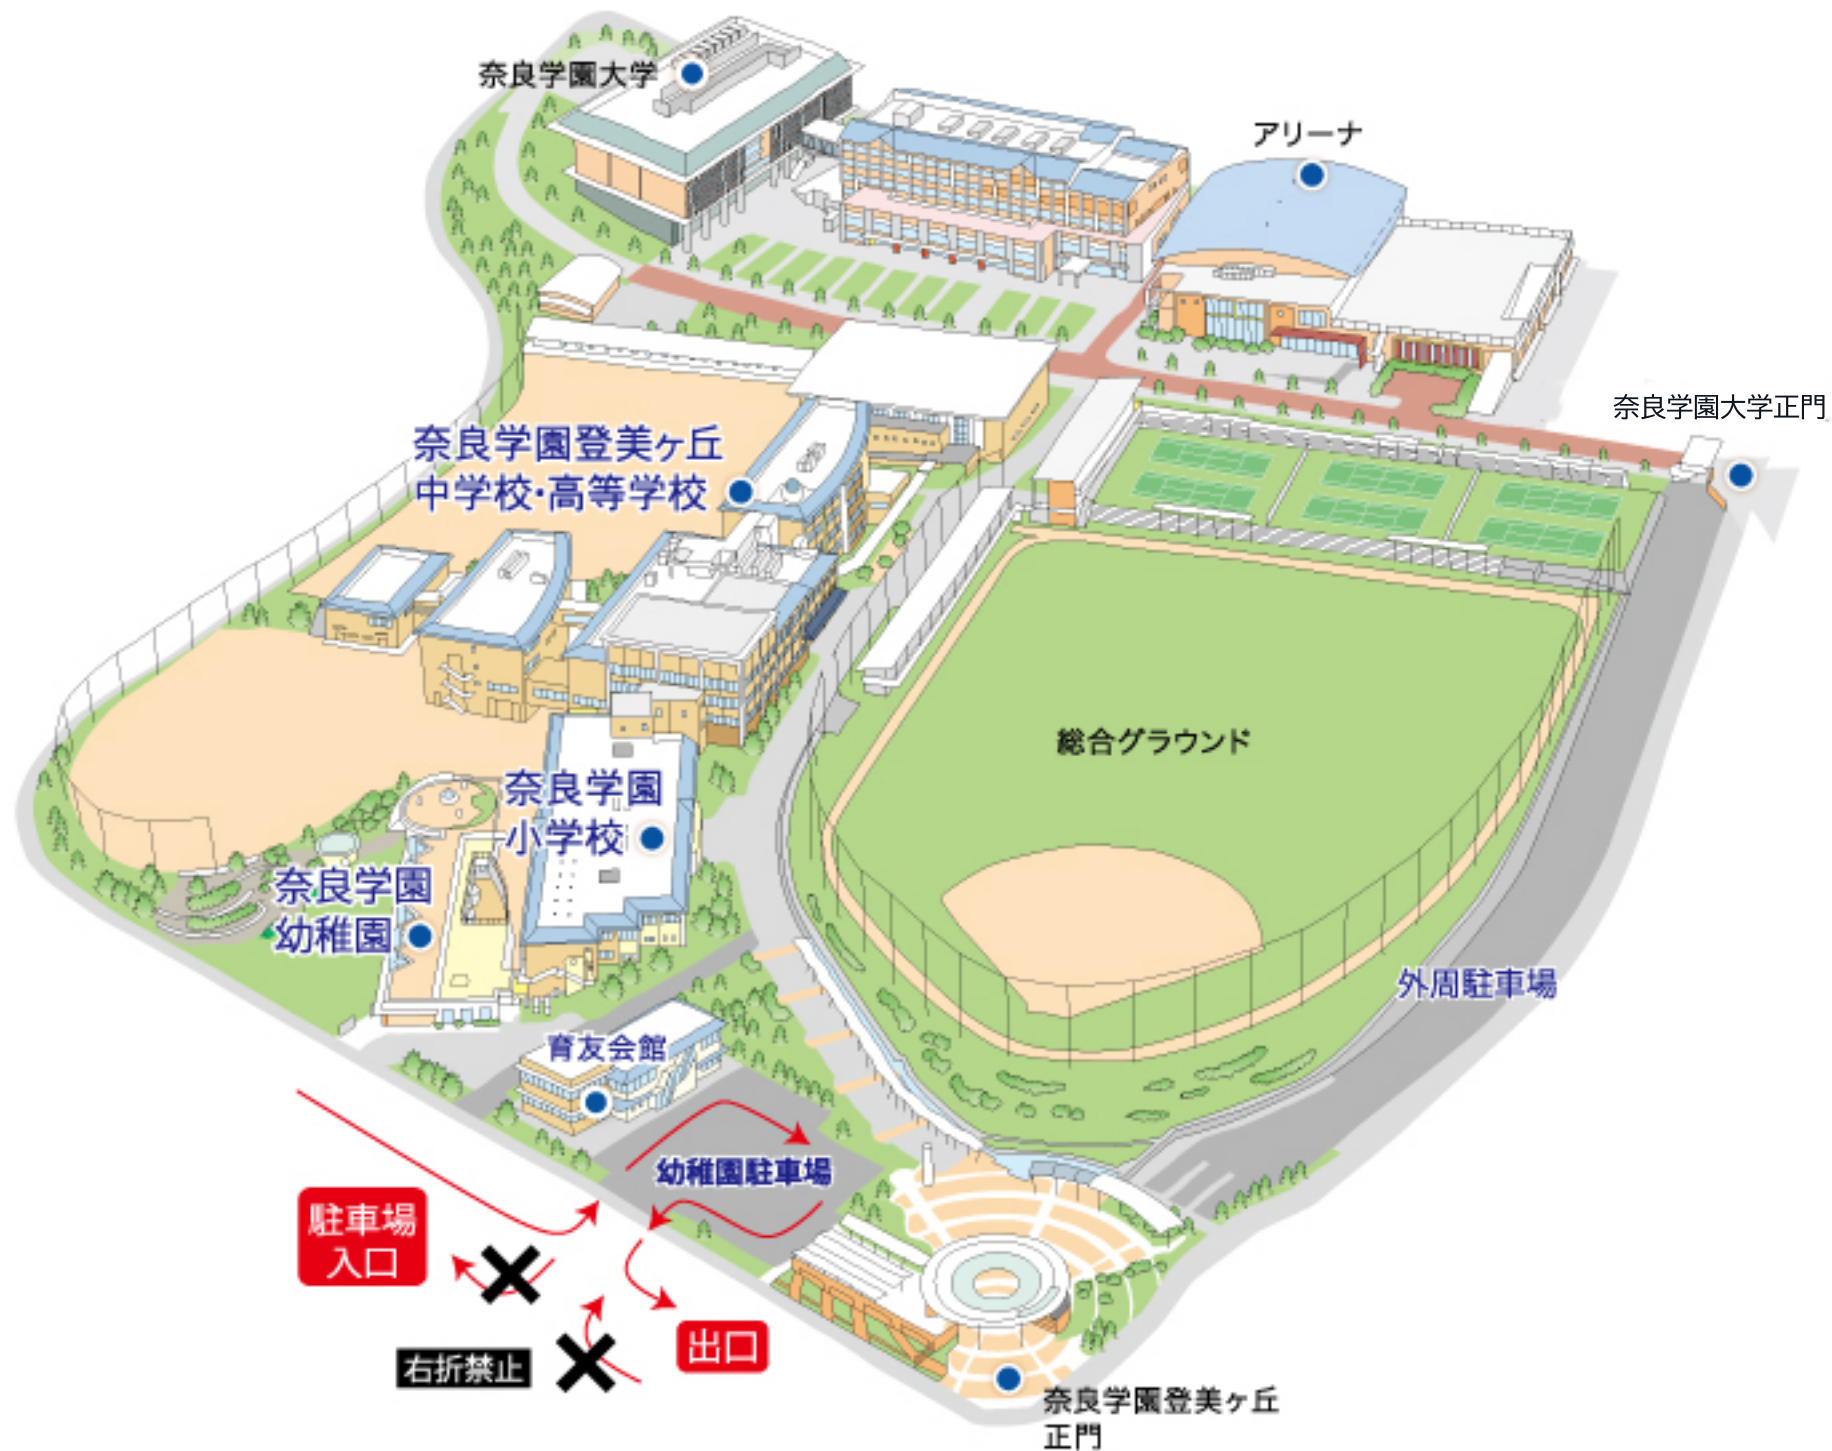 奈良学園大学
アリーナ
奈良学園大学正門
奈良学園登美ヶ丘
中学校・高等学校
総合グラウンド
奈良学園
小学校
奈良学園
幼稚園
外周駐車場
育友会館
幼稚園駐車場
駐車場
入口
出口
右折禁止
奈良学園登美ヶ丘
正門